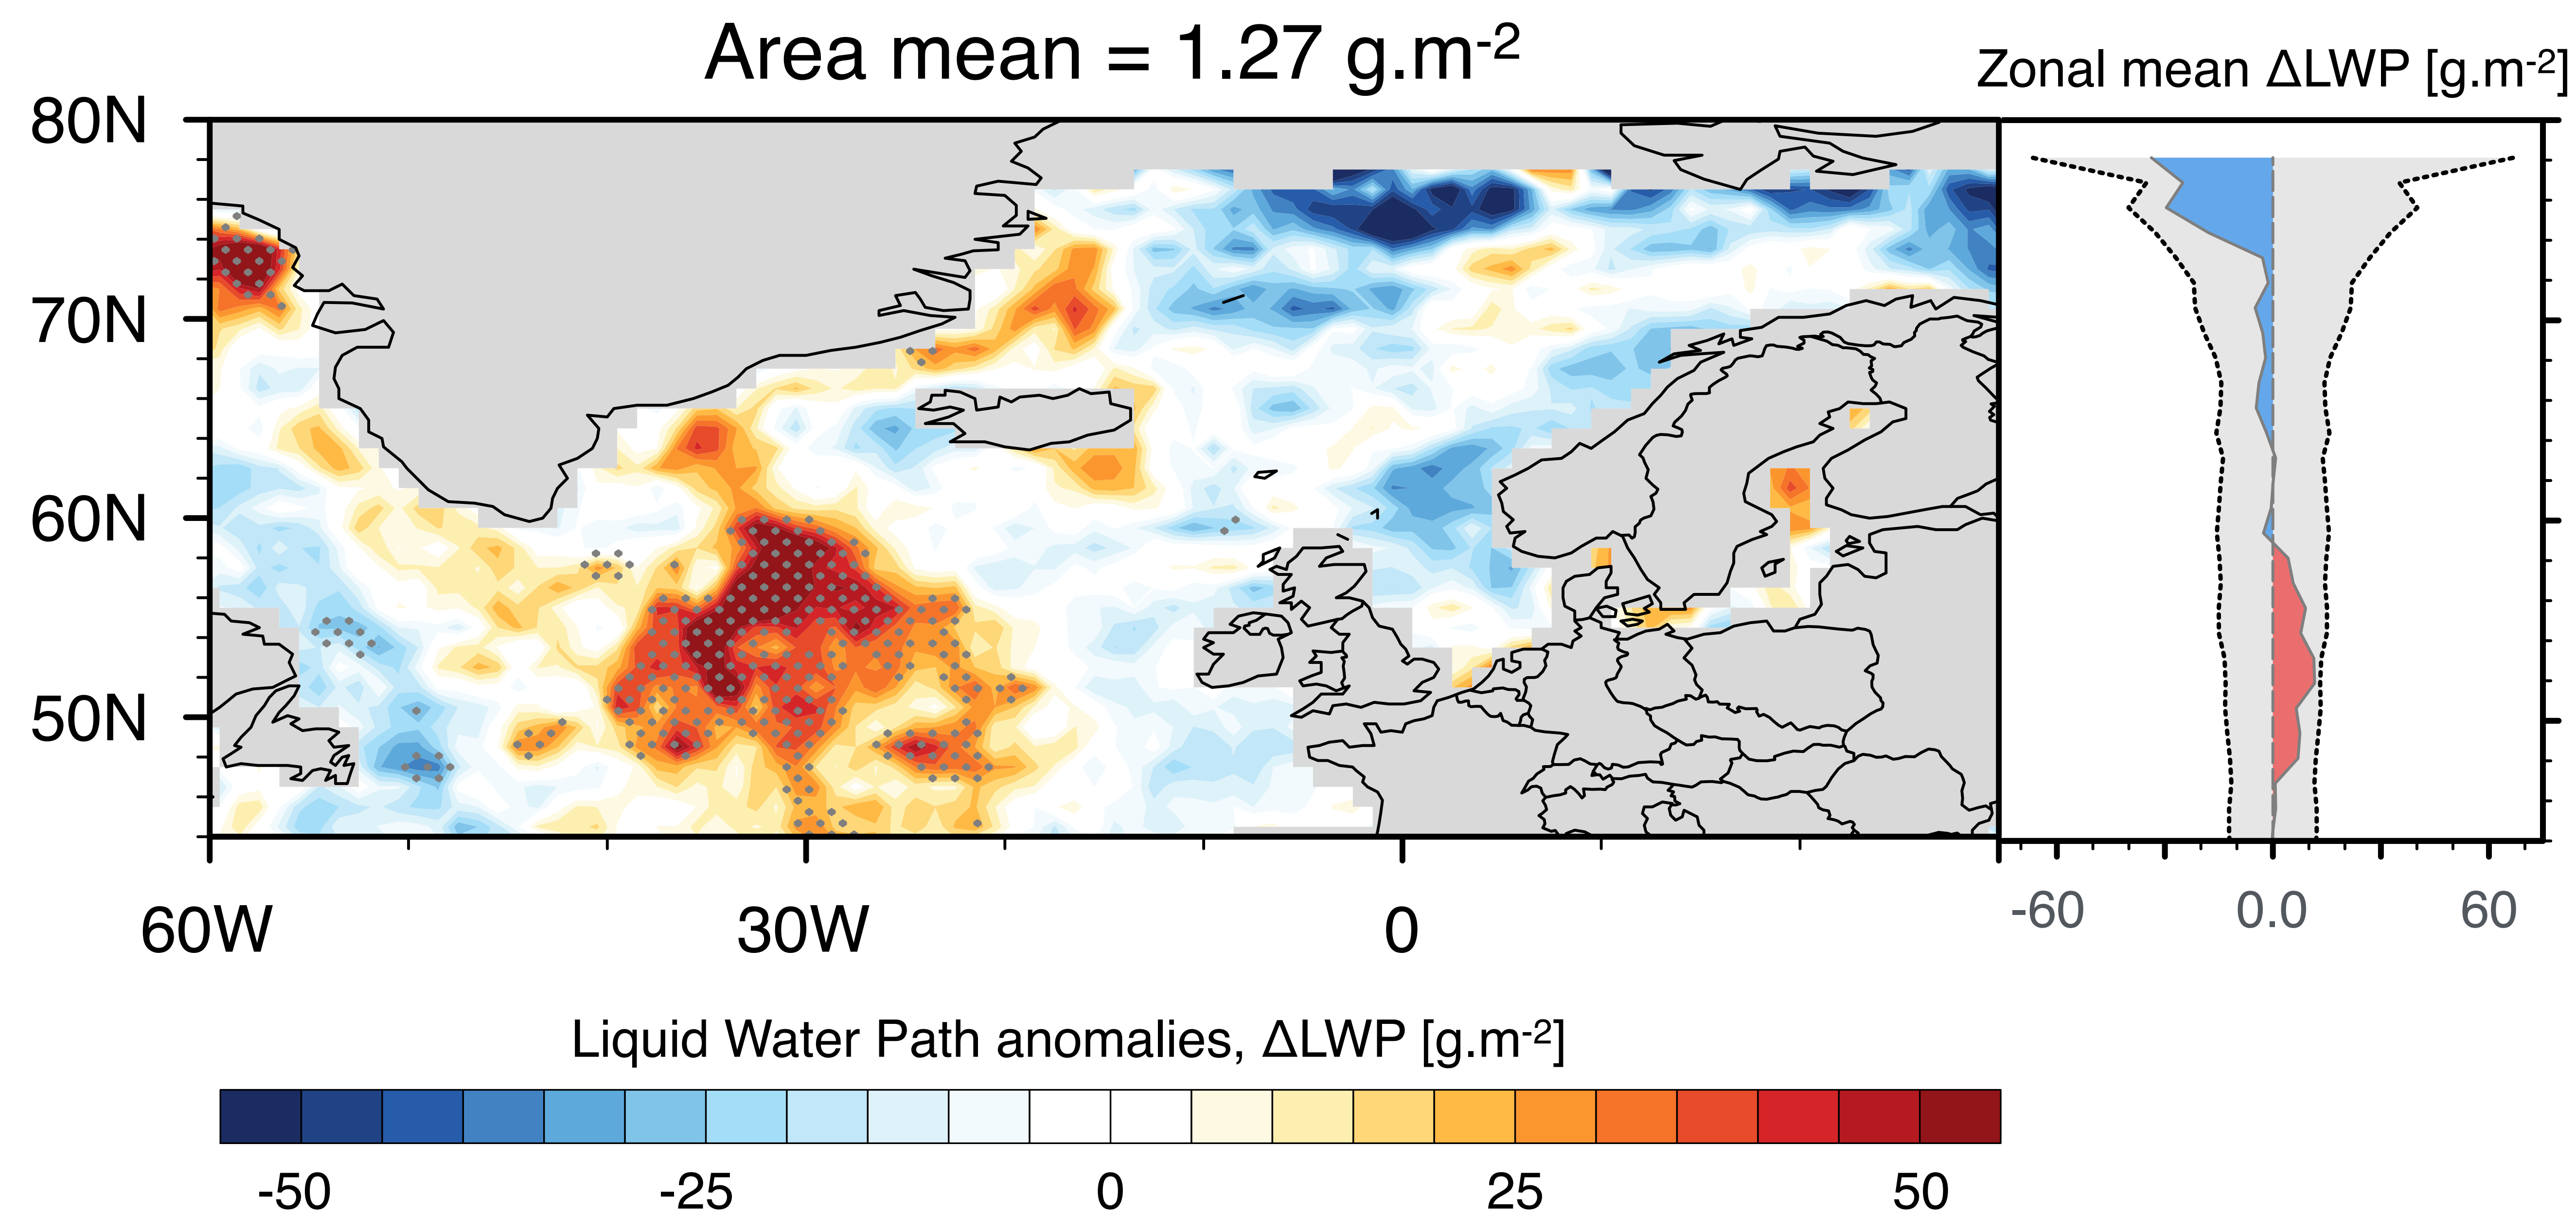 Area mean = 1.27 g.m-2
Zonal mean ΔLWP [g.m-2]
80N
70N
60N
50N
60W 30W 0
-60 0.0 60
Liquid Water Path anomalies, ΔLWP [g.m-2]
-50 -25 0 25 50